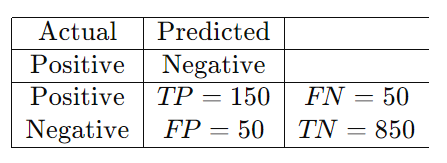 Actual Predicted
Positive Negative
Positive TP = 150 FN = 50
Negative FP = 50 TN = 850